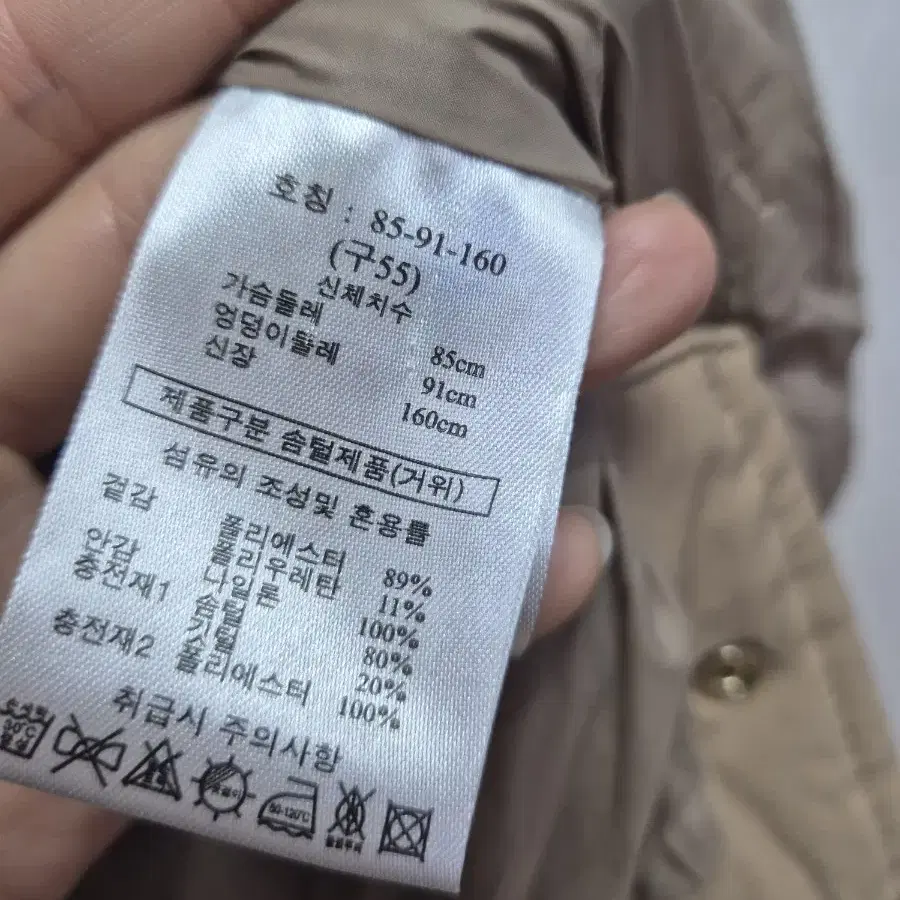 호칭 : 85-91-160
(구55)
신체치수
가슴둘레 85cm
엉덩이둘레 91cm
신장 160cm
제품구분 솜털제품(거위)
섬유의 조성및 혼용률
겉감 폴리에스터 89%
폴리우레탄 11%
안감 나일론 100%
충전재1 솜털 80%
깃털 20%
충전재2 폴리에스터 100%
취급시 주의사항